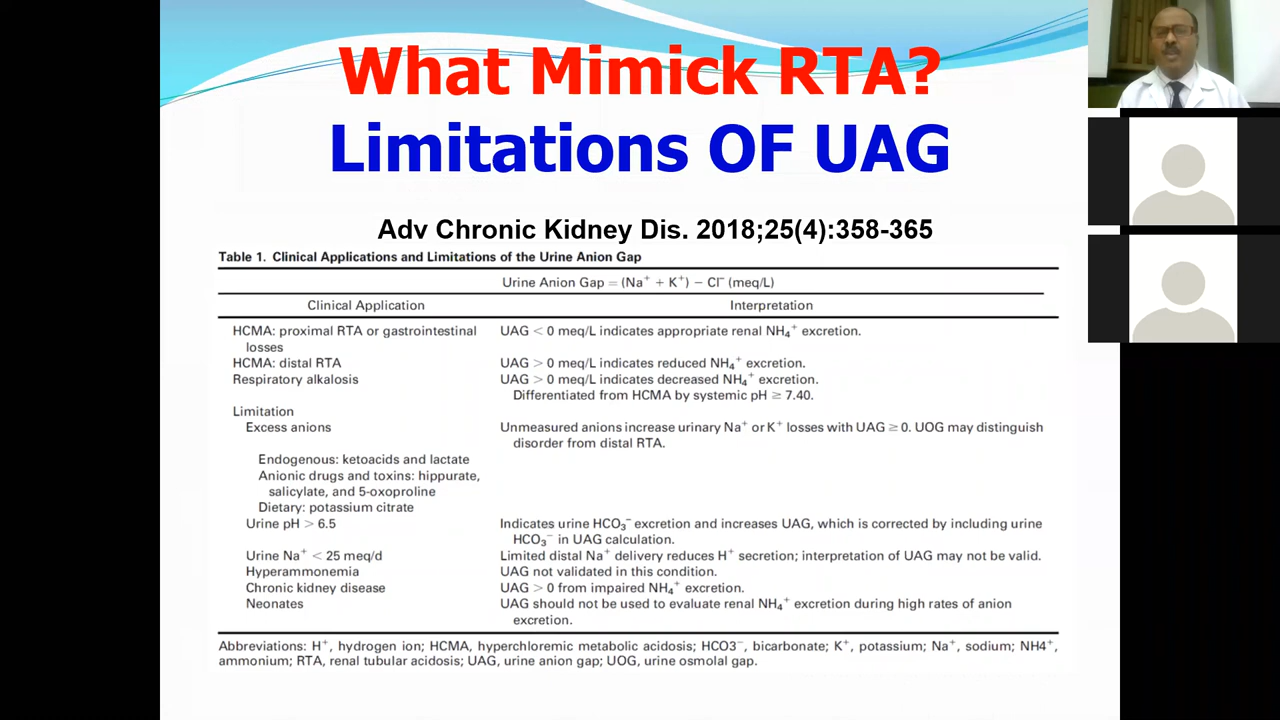 What Mimick RTA?
Limitations OF UAG
Adv Chronic Kidney Dis. 2018;25(4):358-365
Table 1. Clinical Applications and Limitations of the Urine Anion Gap
Urine Anion Gap = (Na⁺ + K⁺) − Cl⁻ (meq/L)
Clinical Application Interpretation
HCMA: proximal RTA or gastrointestinal UAG < 0 meq/L indicates appropriate renal NH₄⁺ excretion.
losses
HCMA: distal RTA UAG > 0 meq/L indicates reduced NH₄⁺ excretion.
Respiratory alkalosis UAG > 0 meq/L indicates decreased NH₄⁺ excretion.
Differentiated from HCMA by systemic pH ≥ 7.40.
Limitation
Excess anions Unmeasured anions increase urinary Na⁺ or K⁺ losses with UAG ≥ 0. UOG may distinguish
disorder from distal RTA.
Endogenous: ketoacids and lactate
Anionic drugs and toxins: hippurate,
salicylate, and 5-oxoproline
Dietary: potassium citrate
Urine pH > 6.5 Indicates urine HCO₃⁻ excretion and increases UAG, which is corrected by including urine
HCO₃⁻ in UAG calculation.
Urine Na⁺ < 25 meq/d Limited distal Na⁺ delivery reduces H⁺ secretion; interpretation of UAG may not be valid.
Hyperammonemia UAG not validated in this condition.
Chronic kidney disease UAG > 0 from impaired NH₄⁺ excretion.
Neonates UAG should not be used to evaluate renal NH₄⁺ excretion during high rates of anion
excretion.
Abbreviations: H⁺, hydrogen ion; HCMA, hyperchloremic metabolic acidosis; HCO3⁻, bicarbonate; K⁺, potassium; Na⁺, sodium; NH4⁺,
ammonium; RTA, renal tubular acidosis; UAG, urine anion gap; UOG, urine osmolal gap.